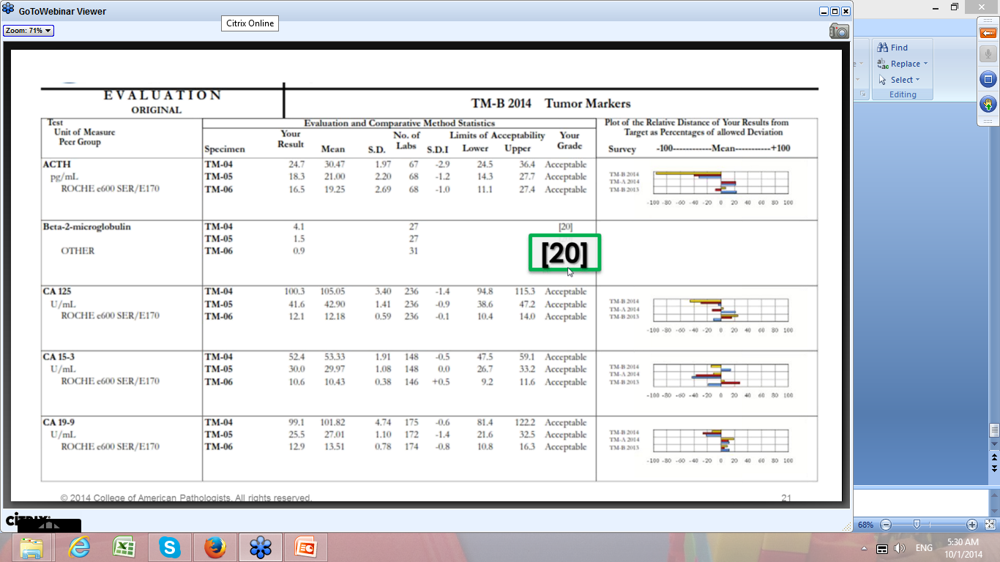 GoToWebinar Viewer
Citrix Online
Zoom: 71%
Find
Replace
Select
Editing
EVALUATION
ORIGINAL
TM-B 2014 Tumor Markers
Test
Unit of Measure
Peer Group
Evaluation and Comparative Method Statistics
Specimen
Your Result
Mean
S.D.
No. of Labs
S.D.I
Limits of Acceptability
Lower
Upper
Your Grade
Plot of the Relative Distance of Your Results from
Target as Percentages of allowed Deviation
Survey -100------------Mean-----------+100
ACTH TM-04 24.7 30.47 1.97 67 -2.9 24.5 36.4 Acceptable
pg/mL TM-05 18.3 21.00 2.20 68 -1.2 14.3 27.7 Acceptable
ROCHE e600 SER/E170 TM-06 16.5 19.25 2.69 68 -1.0 11.1 27.4 Acceptable
TM-B 2014
TM-A 2014
TM-B 2013
-100 -80 -60 -40 -20 0 20 40 60 80 100
Beta-2-microglobulin TM-04 4.1 27 [20]
TM-05 1.5 27
OTHER TM-06 0.9 31
[20]
CA 125 TM-04 100.3 105.05 3.40 236 -1.4 94.8 115.3 Acceptable
U/mL TM-05 41.6 42.90 1.41 236 -0.9 38.6 47.2 Acceptable
ROCHE e600 SER/E170 TM-06 12.1 12.18 0.59 236 -0.1 10.4 14.0 Acceptable
TM-B 2014
TM-A 2014
TM-B 2013
-100 -80 -60 -40 -20 0 20 40 60 80 100
CA 15-3 TM-04 52.4 53.33 1.91 148 -0.5 47.5 59.1 Acceptable
U/mL TM-05 30.0 29.97 1.08 148 0.0 26.7 33.2 Acceptable
ROCHE e600 SER/E170 TM-06 10.6 10.43 0.38 146 +0.5 9.2 11.6 Acceptable
TM-B 2014
TM-A 2014
TM-B 2013
-100 -80 -60 -40 -20 0 20 40 60 80 100
CA 19-9 TM-04 99.1 101.82 4.74 175 -0.6 81.4 122.2 Acceptable
U/mL TM-05 25.5 27.01 1.10 172 -1.4 21.6 32.5 Acceptable
ROCHE e600 SER/E170 TM-06 12.9 13.51 0.78 174 -0.8 10.8 16.3 Acceptable
TM-B 2014
TM-A 2014
TM-B 2013
-100 -80 -60 -40 -20 0 20 40 60 80 100
© 2014 College of American Pathologists. All rights reserved. 21
68%
ENG
5:30 AM
10/1/2014